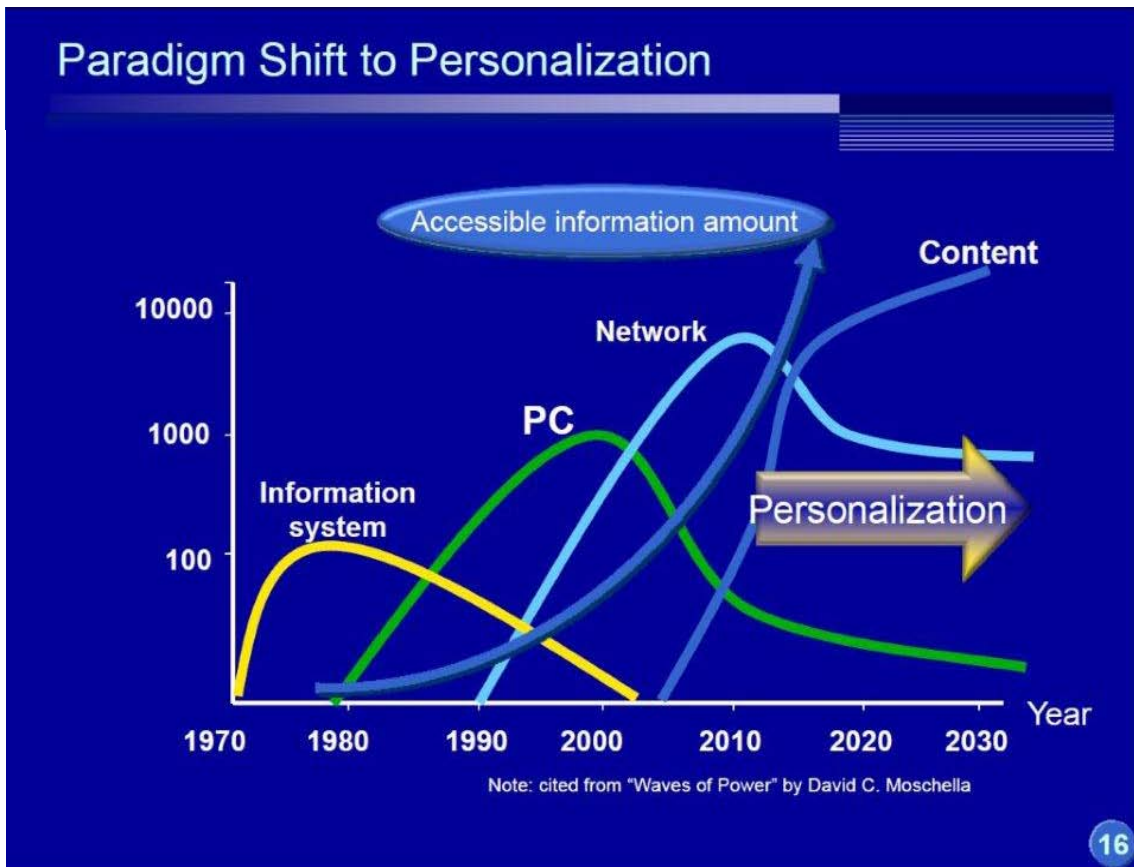 Paradigm Shift to Personalization
Accessible information amount
Content
10000
Network
PC
1000
Information
system
Personalization
100
Year
1970 1980 1990 2000 2010 2020 2030
Note: cited from “Waves of Power” by David C. Moschella
16